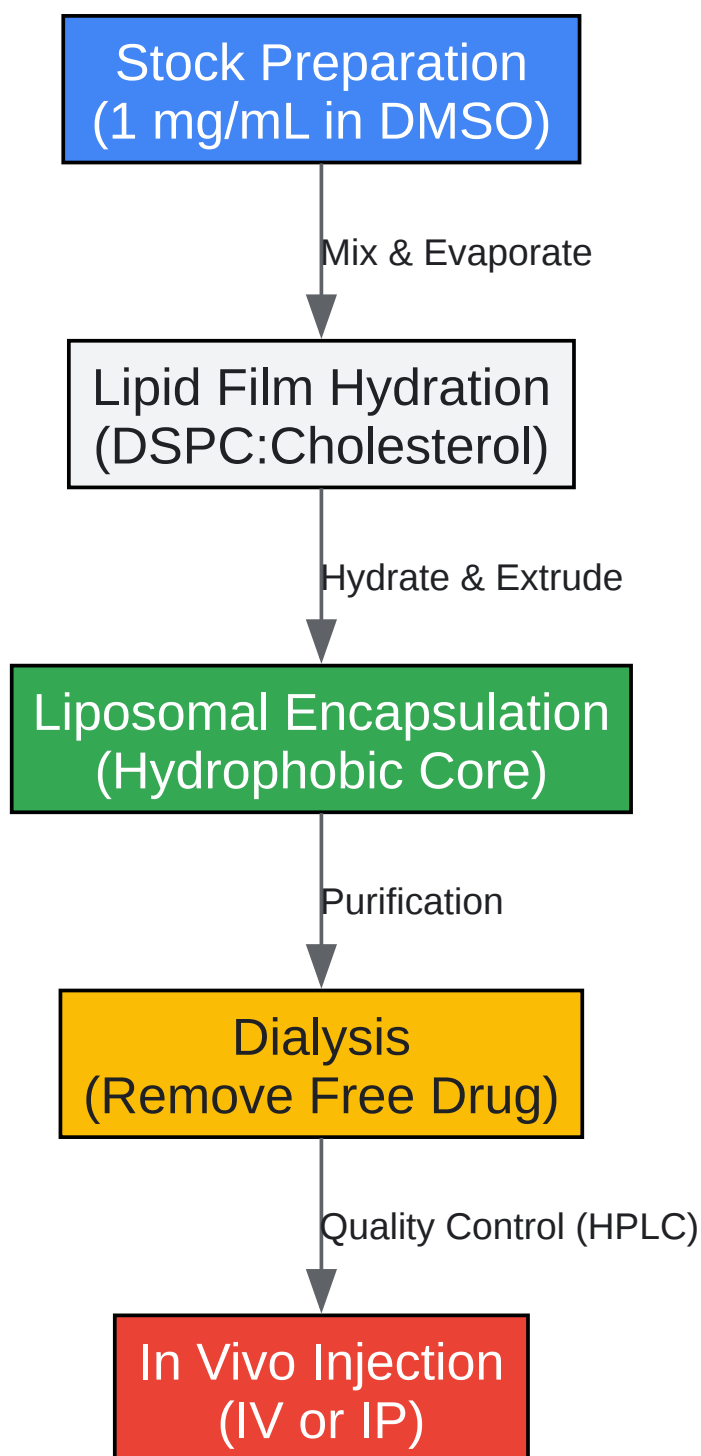 Stock Preparation
(1 mg/mL in DMSO)
Mix & Evaporate
Lipid Film Hydration
(DSPC:Cholesterol)
Hydrate & Extrude
Liposomal Encapsulation
(Hydrophobic Core)
Purification
Dialysis
(Remove Free Drug)
Quality Control (HPLC)
In Vivo Injection
(IV or IP)